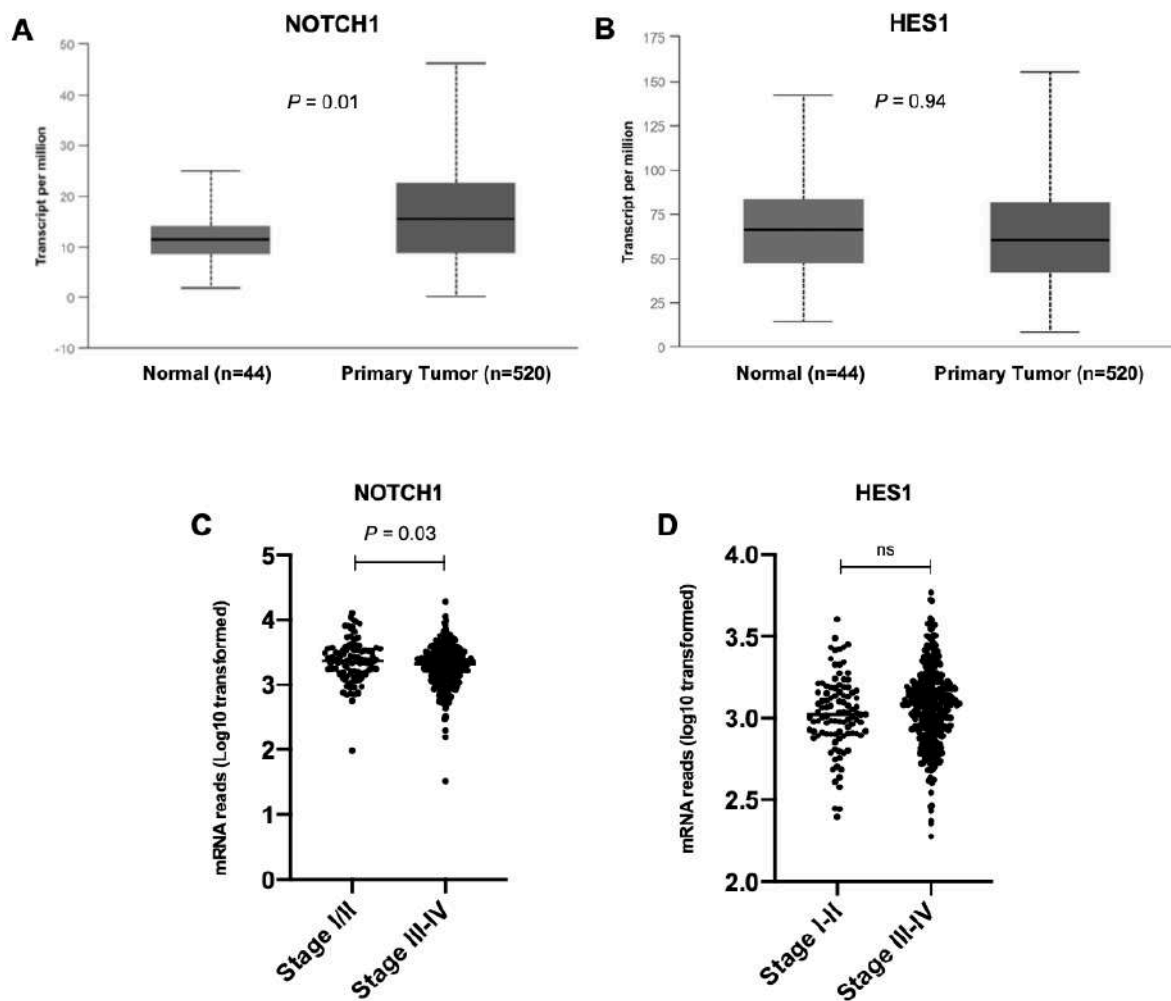 A
NOTCH1
50
40
30
20
10
0
-10
Transcript per million
P = 0.01
Normal (n=44)
Primary Tumor (n=520)
B
HES1
175
150
125
100
75
50
25
0
Transcript per million
P = 0.94
Normal (n=44)
Primary Tumor (n=520)
C
NOTCH1
P = 0.03
5
4
3
2
1
0
mRNA reads (Log10 transformed)
Stage I/II
Stage III-IV
D
HES1
ns
4.0
3.5
3.0
2.5
2.0
mRNA reads (log10 transformed)
Stage I-II
Stage III-IV